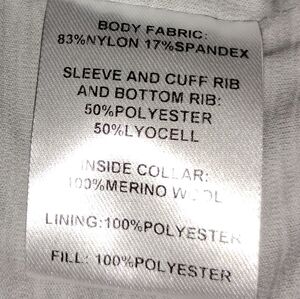 BODY FABRIC:
83%NYLON 17%SPANDEX
SLEEVE AND CUFF RIB
AND BOTTOM RIB:
50%POLYESTER
50%LYOCELL
INSIDE COLLAR:
100%MERINO WOOL
LINING:100%POLYESTER
FILL: 100%POLYESTER